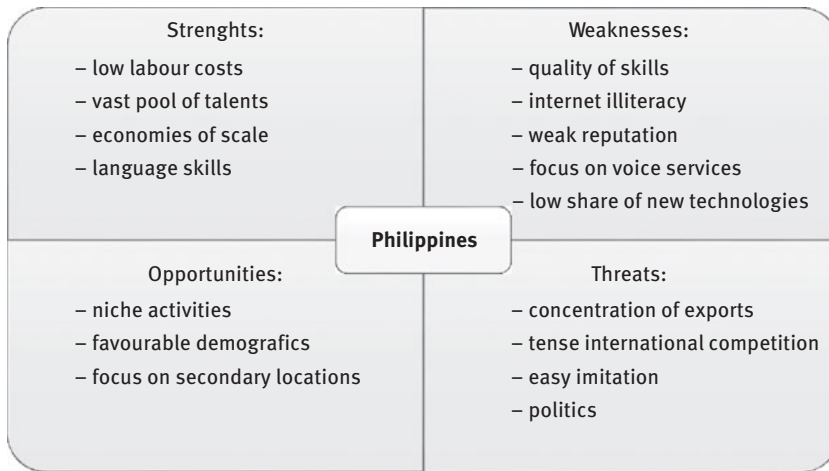 Strenghts:
– low labour costs
– vast pool of talents
– economies of scale
– language skills
Weaknesses:
– quality of skills
– internet illiteracy
– weak reputation
– focus on voice services
– low share of new technologies
Philippines
Opportunities:
– niche activities
– favourable demografics
– focus on secondary locations
Threats:
– concentration of exports
– tense international competition
– easy imitation
– politics